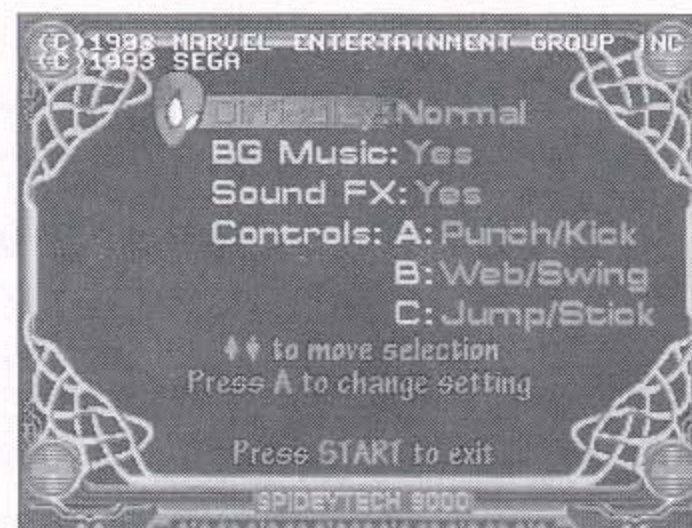 (C)1993 MARVEL ENTERTAINMENT GROUP INC
(C)1993 SEGA
Difficulty: Normal
BG Music: Yes
Sound FX: Yes
Controls: A: Punch/Kick
B: Web/Swing
C: Jump/Stick
to move selection
Press A to change setting
Press START to exit
SPIDEYTECH 9000